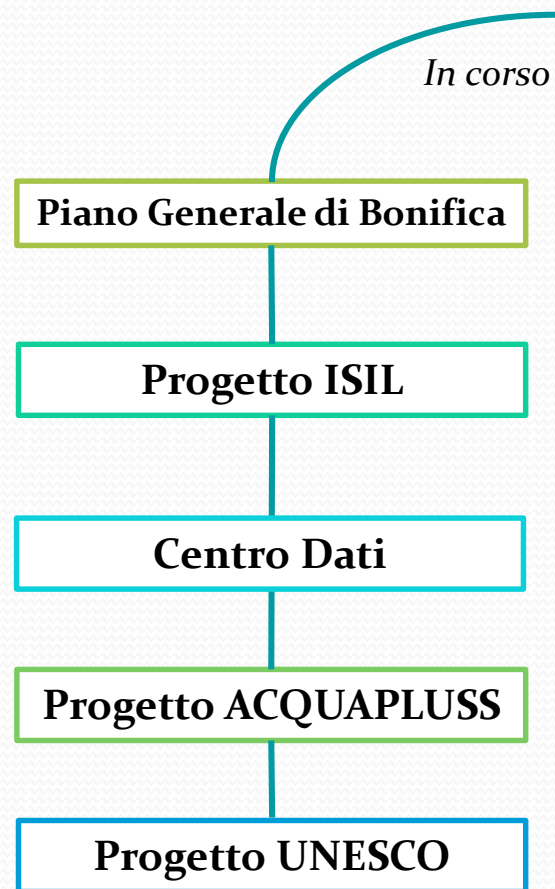 In corso
Piano Generale di Bonifica
Progetto ISIL
Centro Dati
Progetto ACQUAPLUSS
Progetto UNESCO